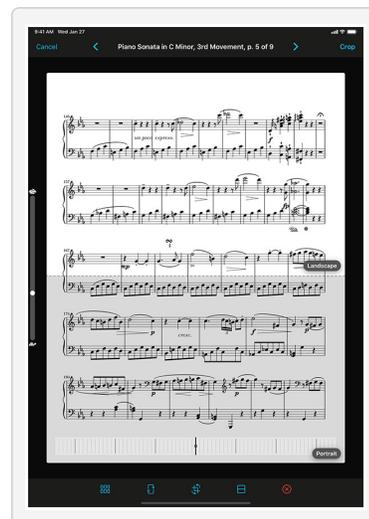 9:41 AM Wed Jan 27
Cancel
Piano Sonata in C Minor, 3rd Movement, p. 5 of 9
Crop
un poco espress.
f
mp
Landscape
p
cresc.
f
p
p
f
p
Portrait